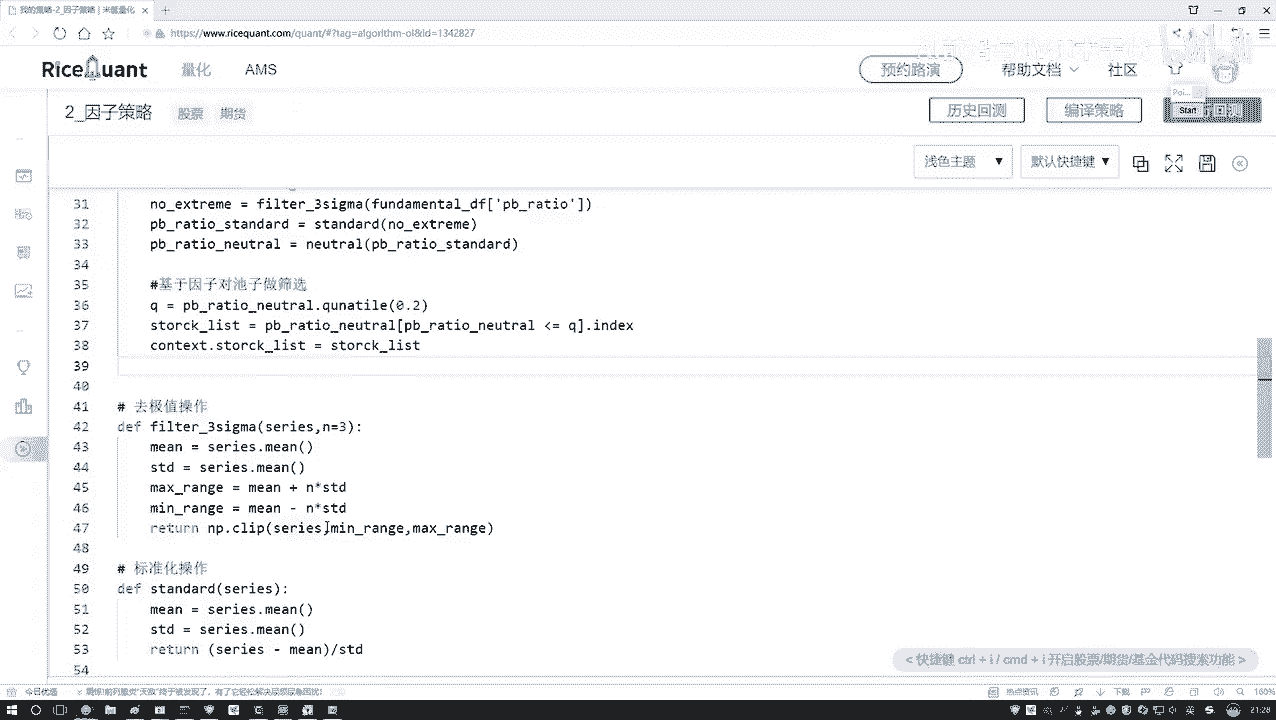 我的策略-2_因子策略 | 米筐量化
https://www.ricequant.com/quant/#?tag=algorithm-ol&id=1342827
RiceQuant 量化 AMS 预约路演 帮助文档 社区
Poi...
2_因子策略 股票 期货 历史回测 编译策略 Start
浅色主题 默认快捷键
31 no_extreme = filter_3sigma(fundamental_df['pb_ratio'])
32 pb_ratio_standard = standard(no_extreme)
33 pb_ratio_neutral = neutral(pb_ratio_standard)
34
35 #基于因子对池子做筛选
36 q = pb_ratio_neutral.qunatile(0.2)
37 storck_list = pb_ratio_neutral[pb_ratio_neutral <= q].index
38 context.storck_list = storck_list
39
40
41 # 去极值操作
42 def filter_3sigma(series,n=3):
43 mean = series.mean()
44 std = series.mean()
45 max_range = mean + n*std
46 min_range = mean - n*std
47 return np.clip(series,min_range,max_range)
48
49 # 标准化操作
50 def standard(series):
51 mean = series.mean()
52 std = series.mean()
53 return (series - mean)/std
54
< 快捷键 ctrl + i / cmd + i 开启股票/期货/基金代码搜索功能 >
今日优选 热点资讯 下载 160%
21:28